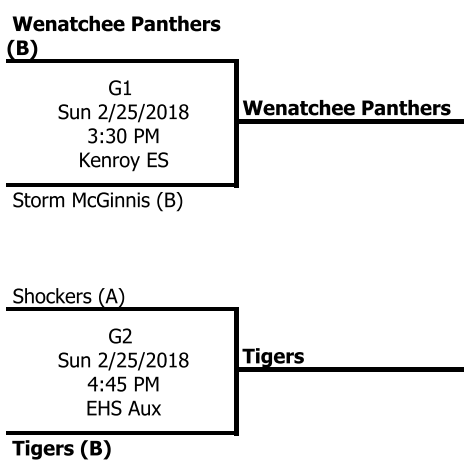 Wenatchee Panthers
(B)
G1
Sun 2/25/2018
3:30 PM
Kenroy ES
Wenatchee Panthers
Storm McGinnis (B)
Shockers (A)
G2
Sun 2/25/2018
4:45 PM
EHS Aux
Tigers
Tigers (B)